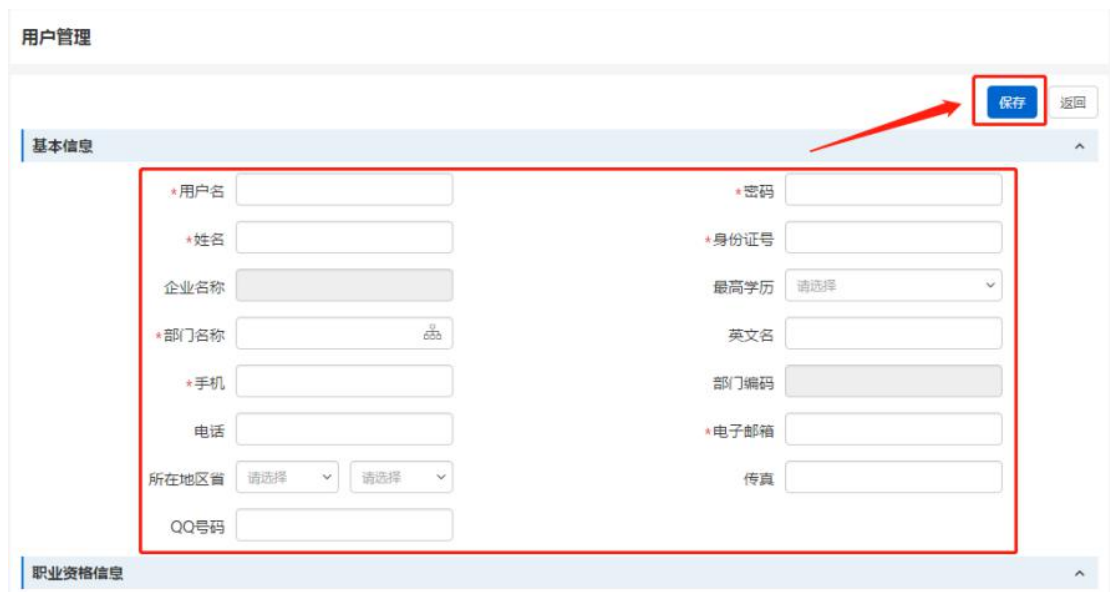 用户管理
保存 返回
基本信息
*用户名 *密码
*姓名 *身份证号
企业名称 最高学历 请选择
*部门名称 英文名
*手机 部门编码
电话 *电子邮箱
所在地区省 请选择 请选择 传真
QQ号码
职业资格信息